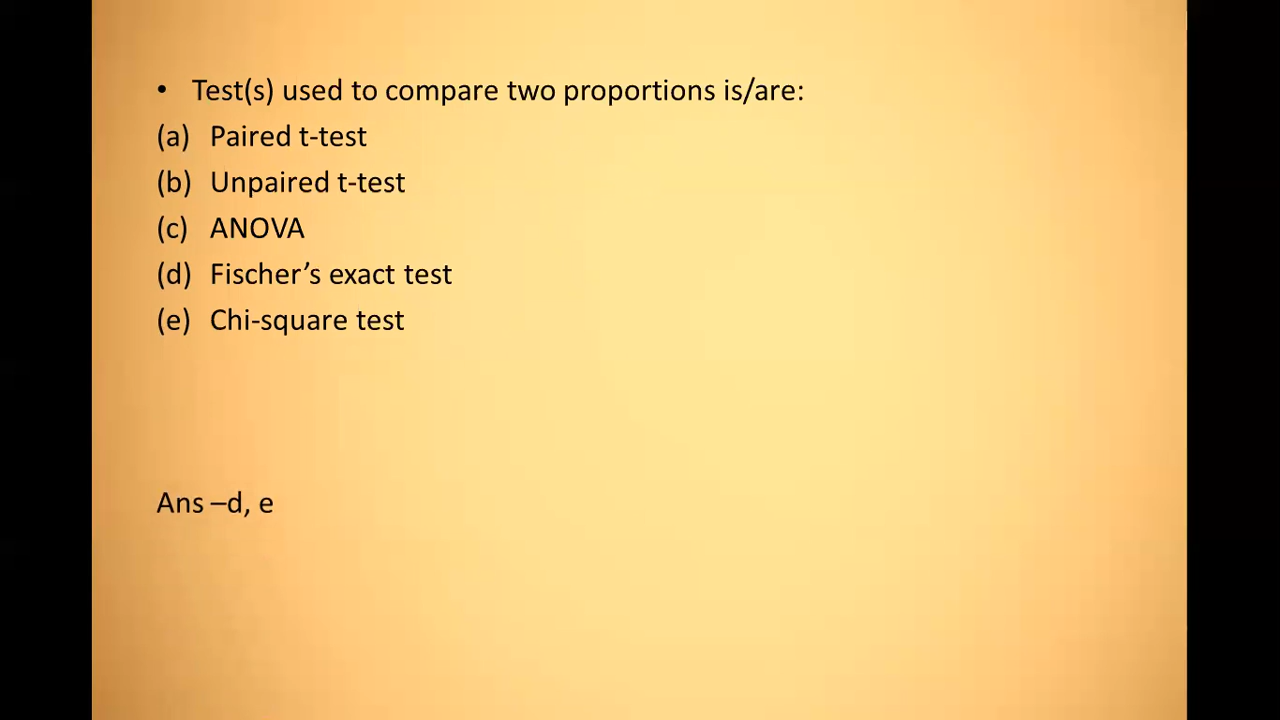 • Test(s) used to compare two proportions is/are:
(a) Paired t-test
(b) Unpaired t-test
(c) ANOVA
(d) Fischer’s exact test
(e) Chi-square test
Ans –d, e